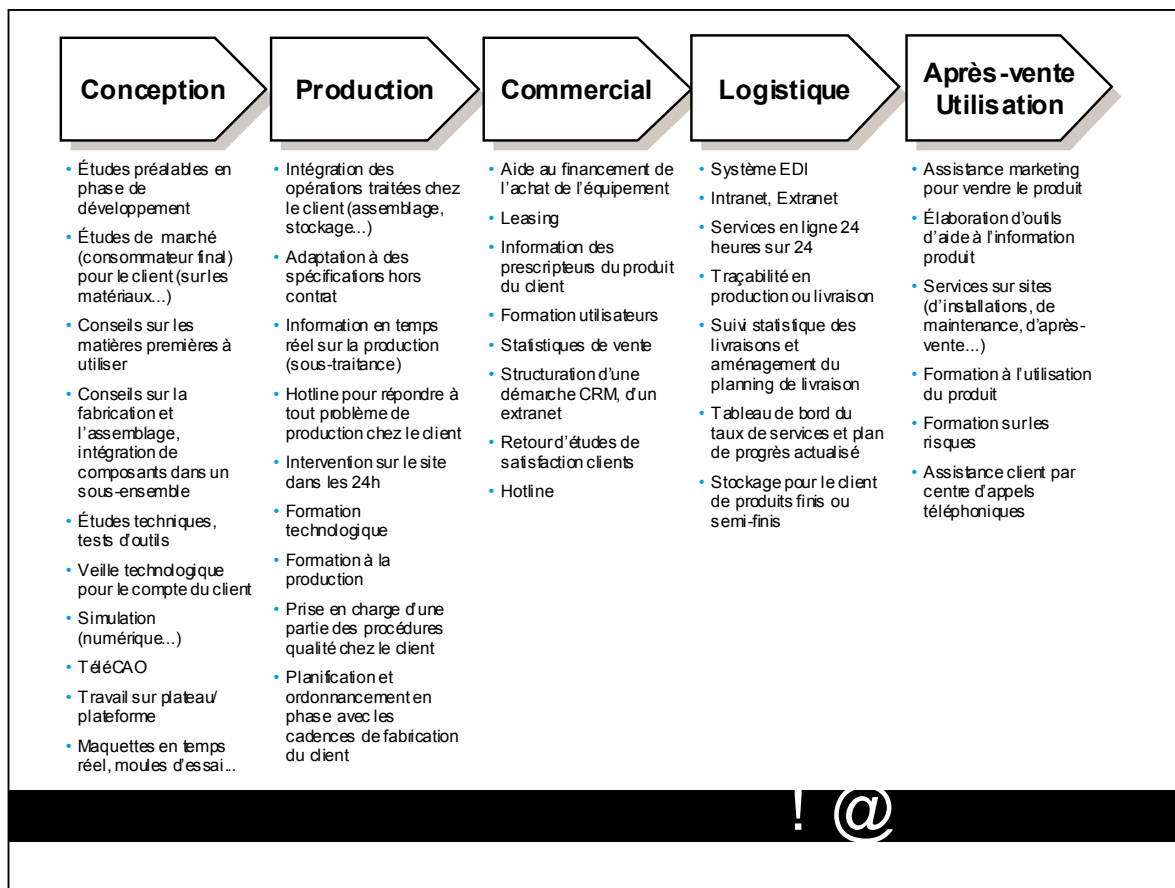 Conception
• Études préalables en
phase de
développement
• Études de marché
(consommateur final)
pour le client (sur les
matériaux...)
• Conseils sur les
matières premières à
utiliser
• Conseils sur la
fabrication et
l'assemblage,
intégration de
composants dans un
sous-ensemble
• Études techniques,
tests d'outils
• Veille technologique
pour le compte du client
• Simulation
(numérique...)
• TéléCAO
• Travail sur plateau/
plateforme
• Maquettes en temps
réel, moules d'essai...
Production
• Intégration des
opérations traitées chez
le client (assemblage,
stockage...)
• Adaptation à des
spécifications hors
contrat
• Information en temps
réel sur la production
(sous-traitance)
• Hotline pour répondre à
tout problème de
production chez le client
• Intervention sur le site
dans les 24h
• Formation
technologique
• Formation à la
production
• Prise en charge d'une
partie des procédures
qualité chez le client
• Planification et
ordonnancement en
phase avec les
cadences de fabrication
du client
Commercial
• Aide au financement de
l'achat de l'équipement
• Leasing
• Information des
prescripteurs du produit
du client
• Formation utilisateurs
• Statistiques de vente
• Structuration d'une
démarche CRM, d'un
extranet
• Retour d'études de
satisfaction clients
• Hotline
Logistique
• Système EDI
• Intranet, Extranet
• Services en ligne 24
heures sur 24
• Traçabilité en
production ou livraison
• Suivi statistique des
livraisons et
aménagement du
planning de livraison
• Tableau de bord du
taux de services et plan
de progrès actualisé
• Stockage pour le client
de produits finis ou
semi-finis
Après-vente
Utilisation
• Assistance marketing
pour vendre le produit
• Élaboration d'outils
d'aide à l'information
produit
• Services sur sites
(d'installations, de
maintenance, d'après-
vente...)
• Formation à l'utilisation
du produit
• Formation sur les
risques
• Assistance client par
centre d'appels
téléphoniques
! @